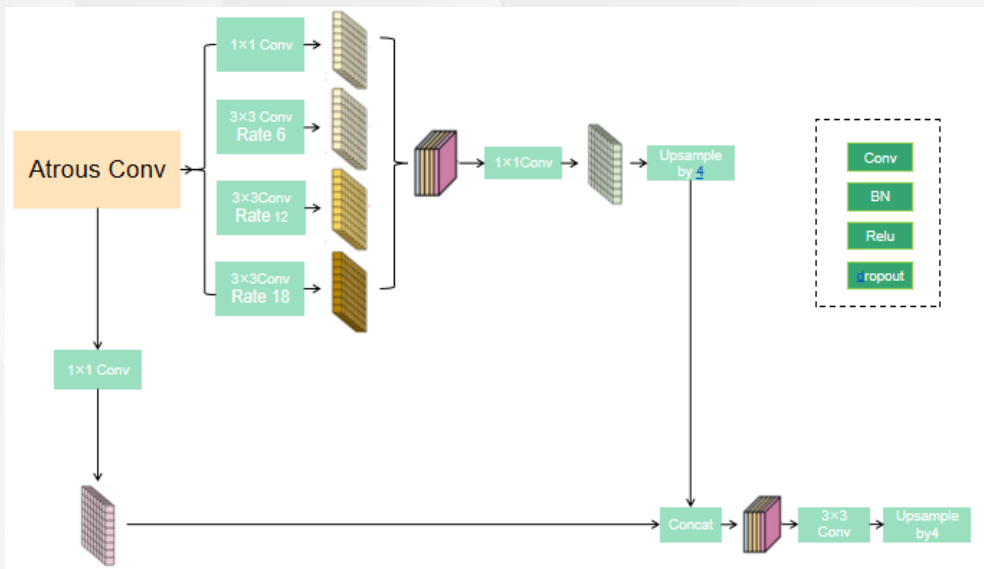 1×1 Conv
3×3 Conv
Rate 6
Atrous Conv
3×3Conv
Rate 12
3×3Conv
Rate 18
1×1Conv
Upsample
by 4
Conv
BN
Relu
dropout
1×1 Conv
Concat
3×3
Conv
Upsample
by4